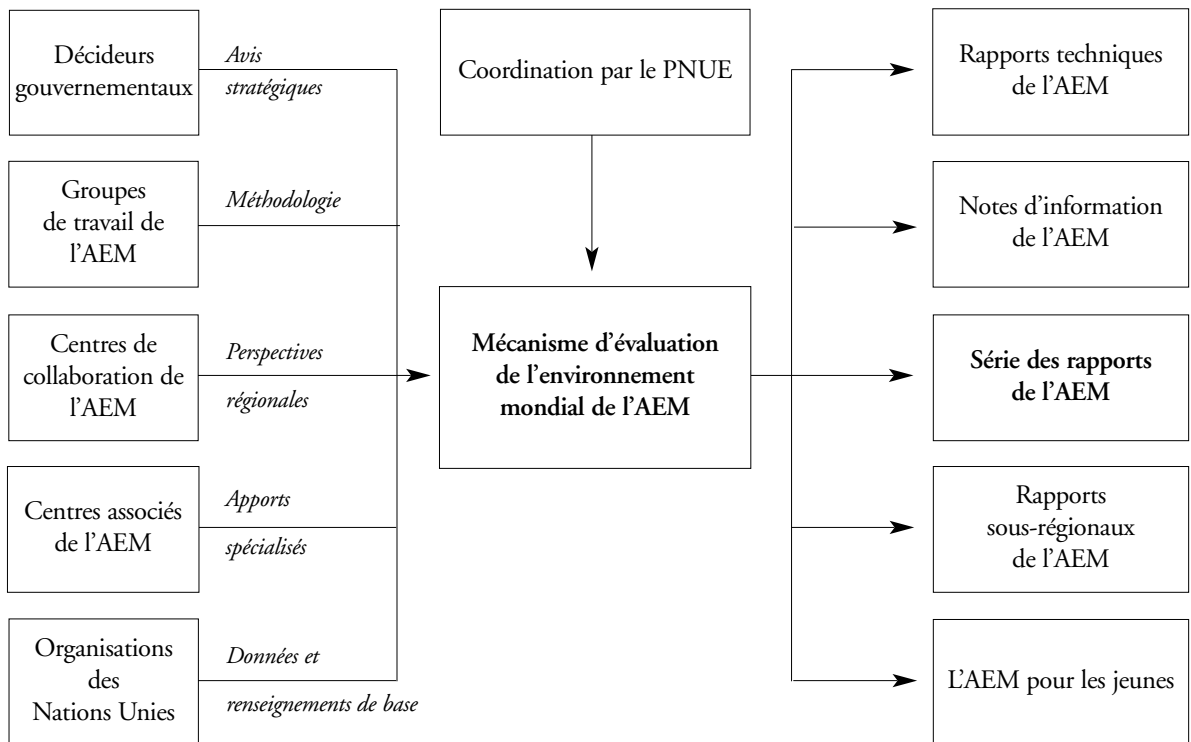 Décideurs
gouvernementaux
Avis
stratégiques
Groupes
de travail de
l'AEM
Méthodologie
Centres de
collaboration de
l'AEM
Perspectives
régionales
Centres associés
de l'AEM
Apports
spécialisés
Organisations
des
Nations Unies
Données et
renseignements de base
Coordination par le PNUE
Mécanisme d'évaluation
de l'environnement
mondial de l'AEM
Rapports techniques
de l'AEM
Notes d'information
de l'AEM
Série des rapports
de l'AEM
Rapports
sous-régionaux
de l'AEM
L'AEM pour les jeunes